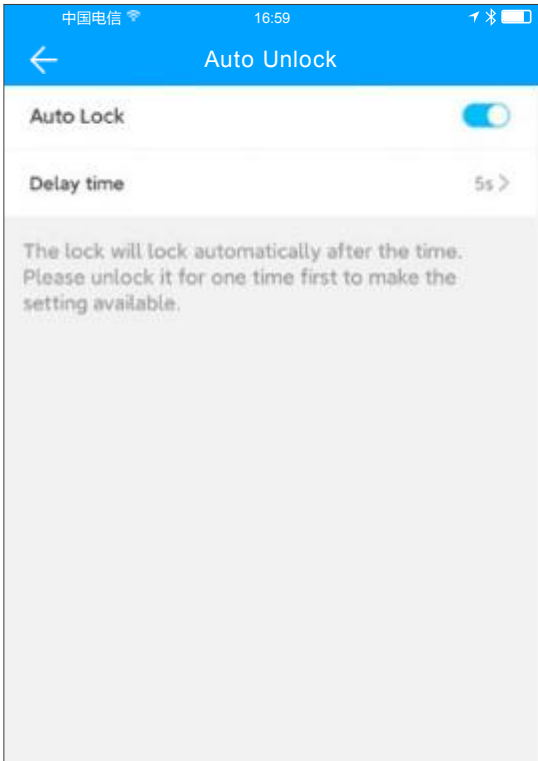 中国电信 16:59
Auto Unlock
Auto Lock
Delay time 5s >
The lock will lock automatically after the time.
Please unlock it for one time first to make the
setting available.